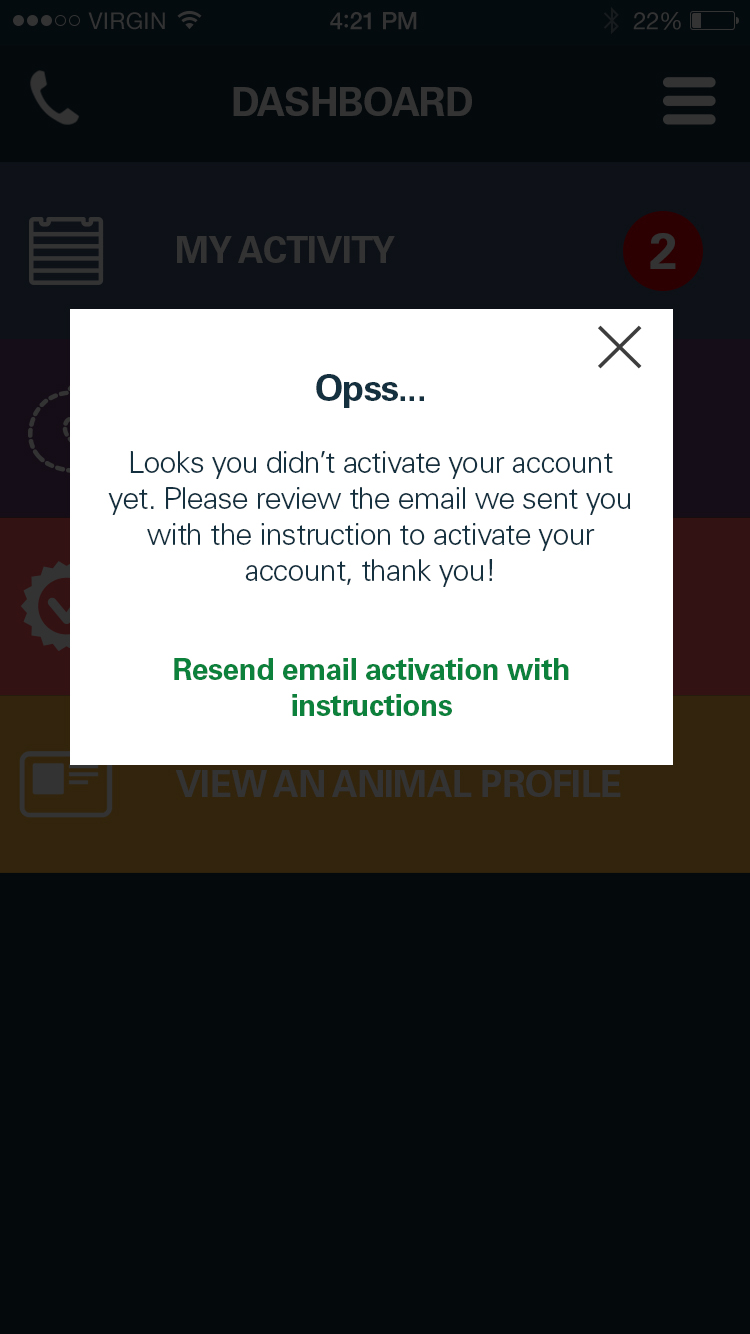 VIRGIN 4:21 PM 22%
DASHBOARD
MY ACTIVITY 2
Opss...
Looks you didn’t activate your account
yet. Please review the email we sent you
with the instruction to activate your
account, thank you!
Resend email activation with
instructions
VIEW AN ANIMAL PROFILE